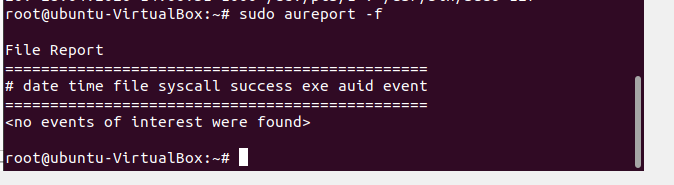 root@ubuntu-VirtualBox:~# sudo aureport -f
File Report
===============================================
# date time file syscall success exe auid event
===============================================
<no events of interest were found>
root@ubuntu-VirtualBox:~#